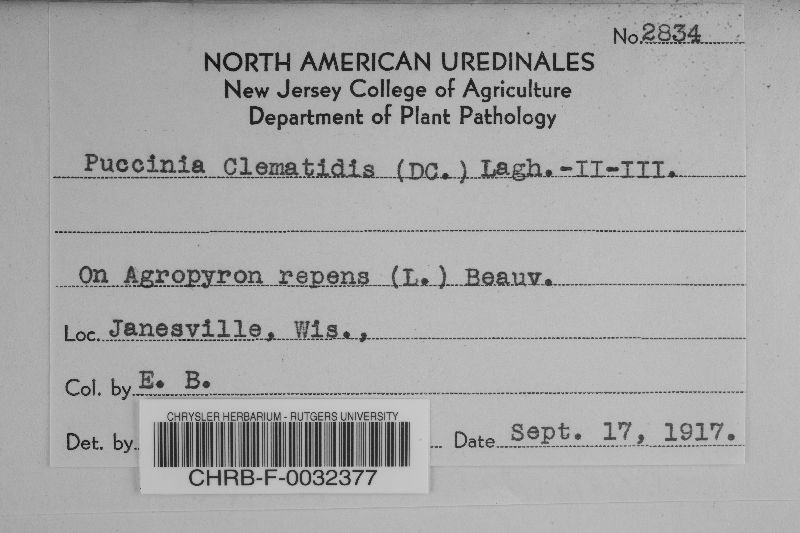 No. 2834
NORTH AMERICAN UREDINALES
New Jersey College of Agriculture
Department of Plant Pathology
Puccinia Clematidis (DC.) Lagh.-II-III.
On Agropyron repens (L.) Beauv.
Loc. Janesville, Wis.,
Col. by E. B.
Det. by
Date Sept. 17, 1917.
CHRYSLER HERBARIUM - RUTGERS UNIVERSITY
CHRB-F-0032377